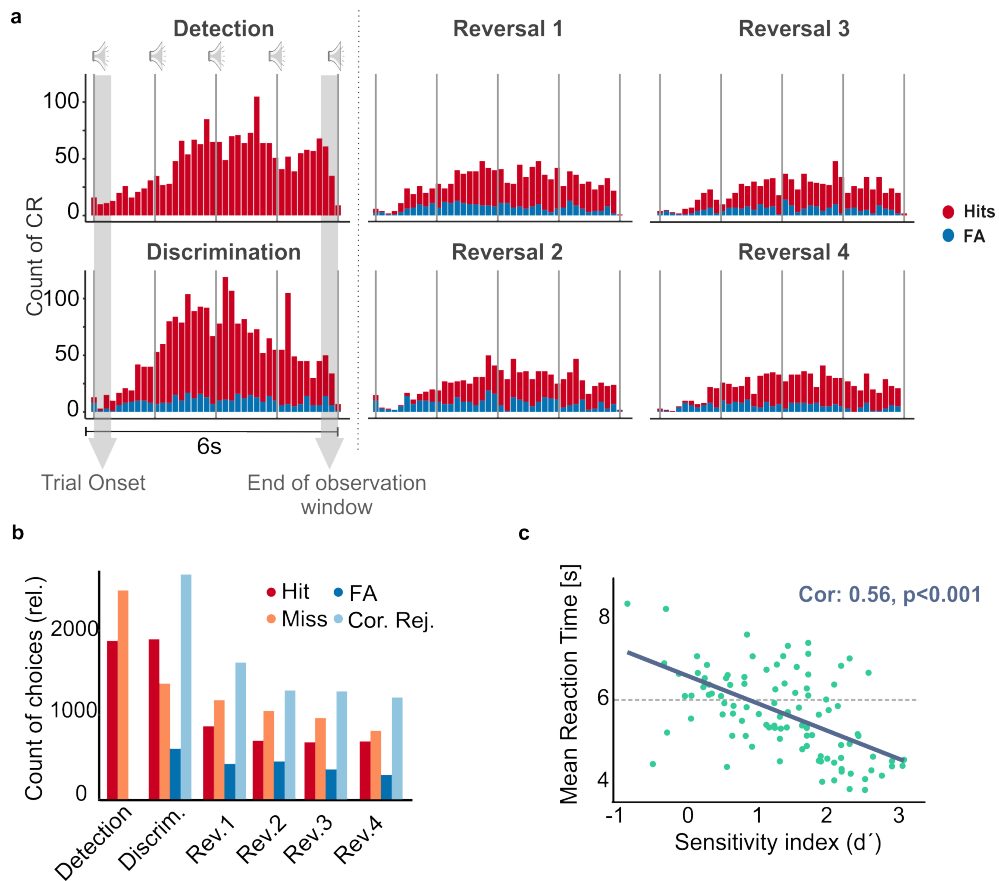 a
Detection
Reversal 1
Reversal 3
Count of CR
100
50
0
Hits
FA
Discrimination
Reversal 2
Reversal 4
100
50
0
6s
Trial Onset
End of observation
window
b
Count of choices (rel.)
2000
1000
0
Hit
FA
Miss
Cor. Rej.
Detection
Discrim.
Rev.1
Rev.2
Rev.3
Rev.4
c
Mean Reaction Time [s]
8
6
4
Cor: 0.56, p<0.001
-1
0
1
2
3
Sensitivity index (d´)